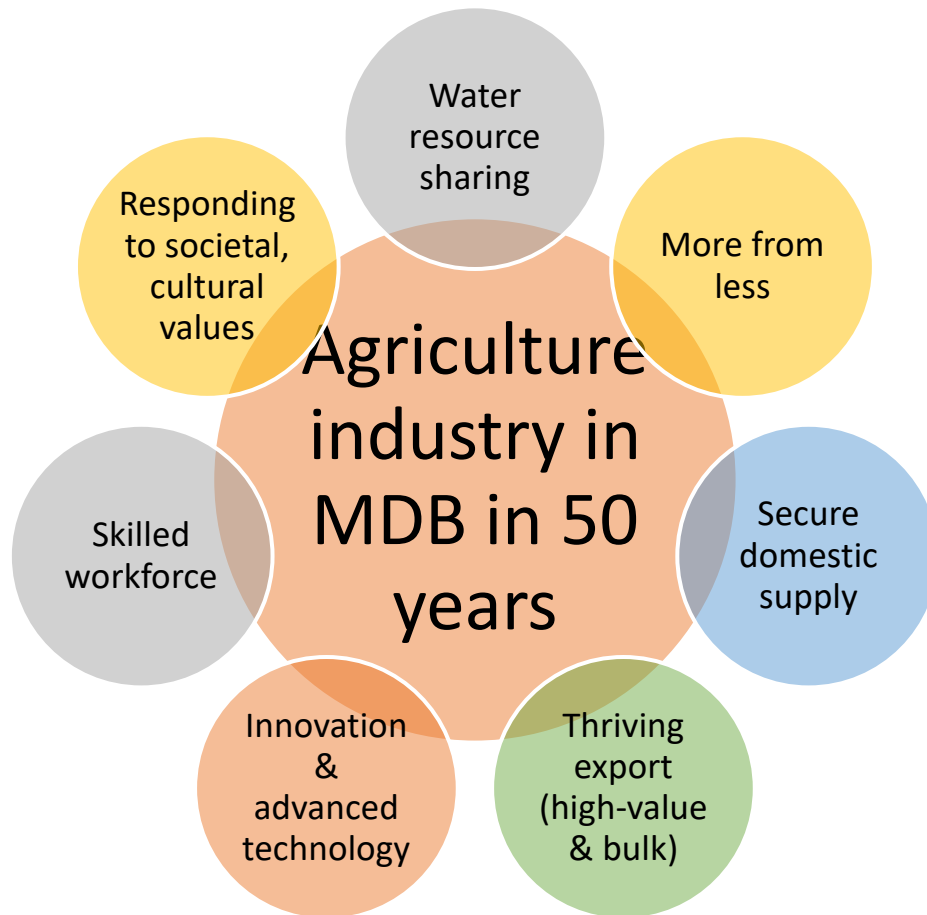 Water
resource
sharing
More from
less
Secure
domestic
supply
Thriving
export
(high-value
& bulk)
Innovation
&
advanced
technology
Skilled
workforce
Responding
to societal,
cultural
values
Agriculture
industry in
MDB in 50
years